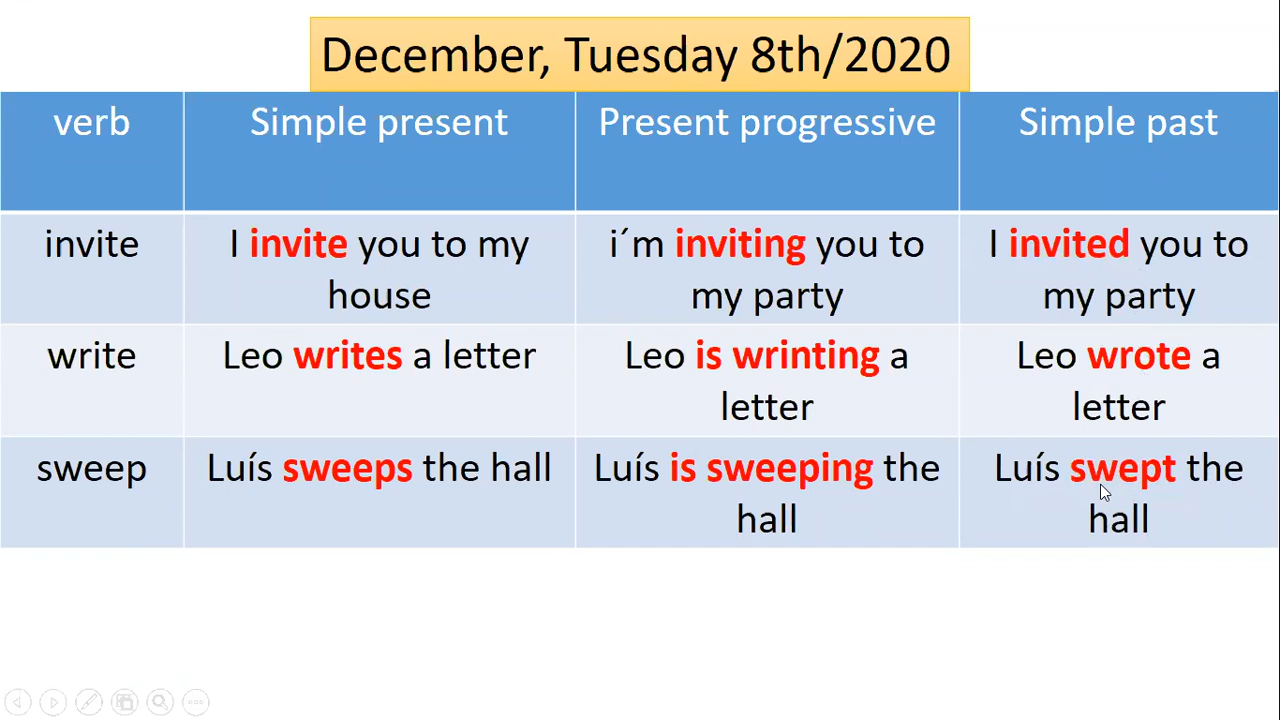 December, Tuesday 8th/2020
verb
Simple present
Present progressive
Simple past
invite
I invite you to my
house
i´m inviting you to
my party
I invited you to
my party
write
Leo writes a letter
Leo is wrinting a
letter
Leo wrote a
letter
sweep
Luís sweeps the hall
Luís is sweeping the
hall
Luís swept the
hall